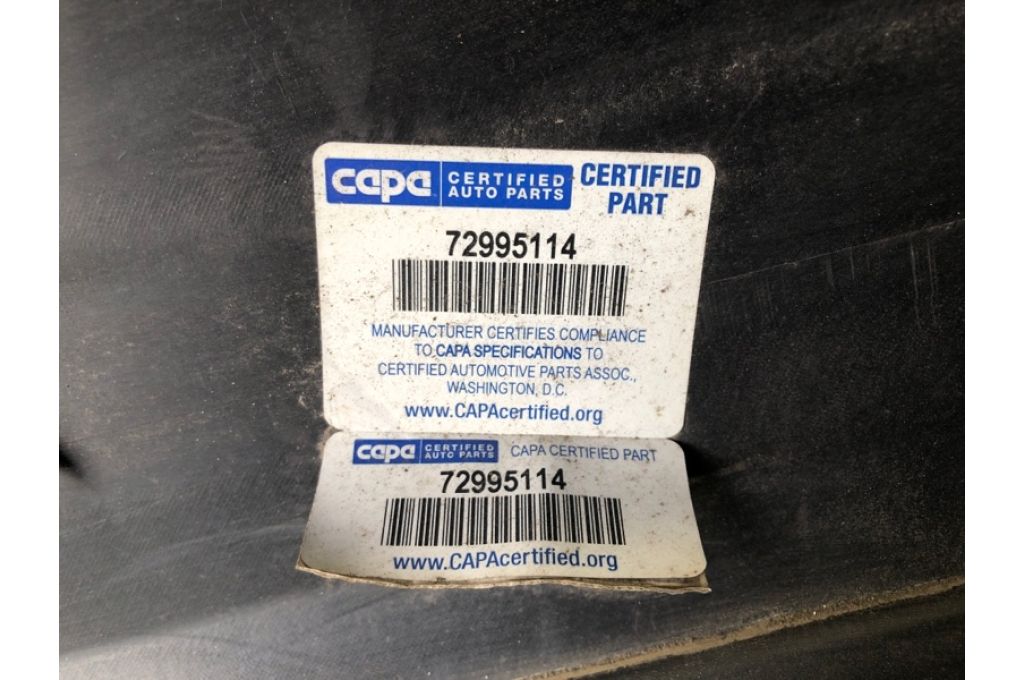 capa CERTIFIED AUTO PARTS CERTIFIED PART
72995114
MANUFACTURER CERTIFIES COMPLIANCE
TO CAPA SPECIFICATIONS TO
CERTIFIED AUTOMOTIVE PARTS ASSOC.,
WASHINGTON, D.C.
www.CAPAcertified.org
capa CERTIFIED AUTO PARTS CAPA CERTIFIED PART
72995114
www.CAPAcertified.org